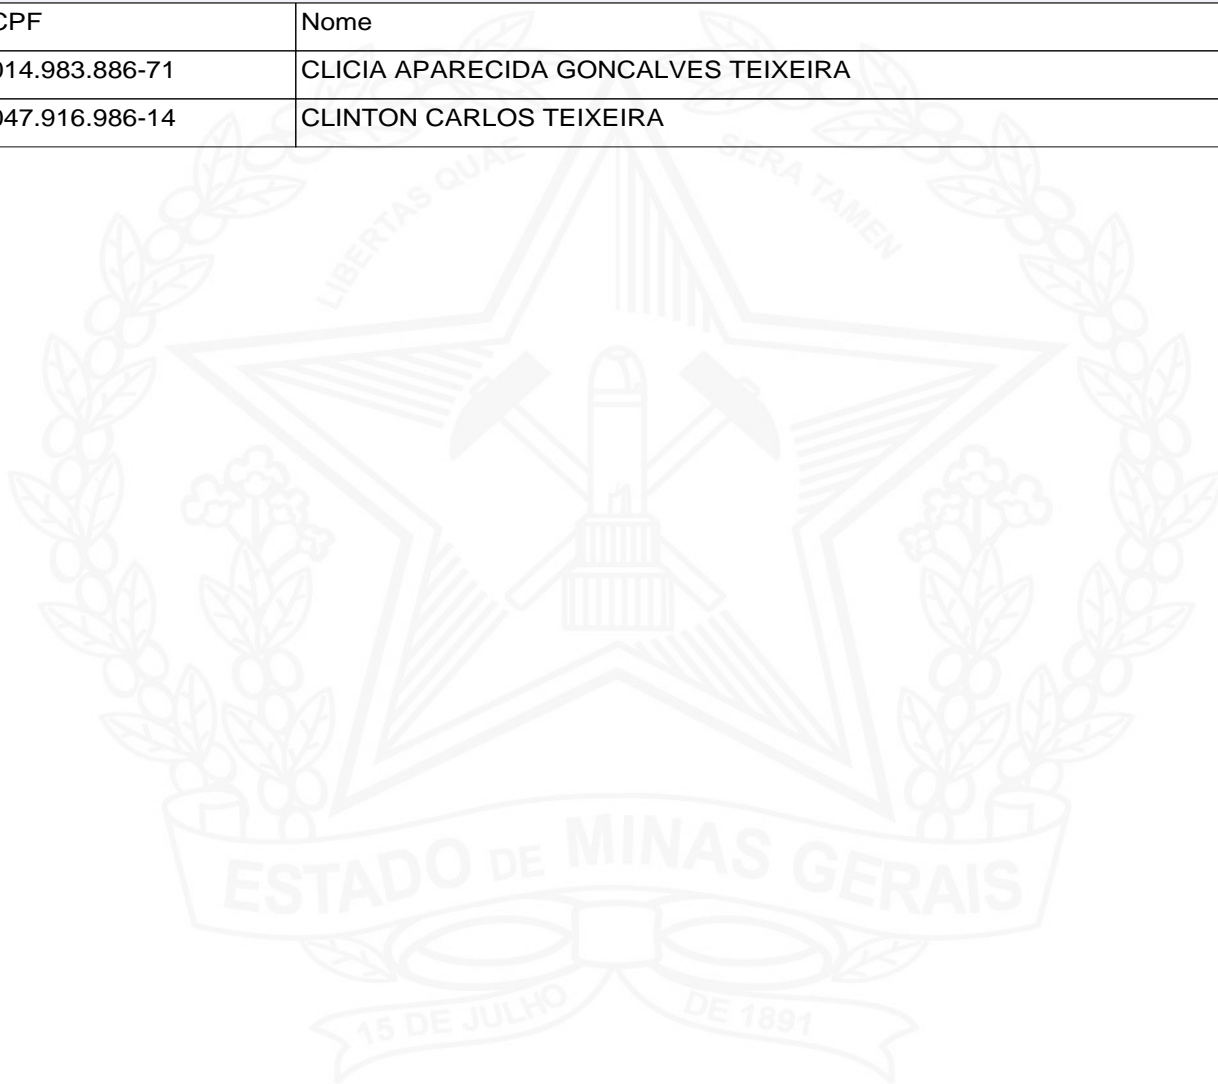 CPF Nome
014.983.886-71 CLICIA APARECIDA GONCALVES TEIXEIRA
047.916.986-14 CLINTON CARLOS TEIXEIRA
LIBERTAS QUAE SERA TAMEN
ESTADO DE MINAS GERAIS
15 DE JULHO DE 1891